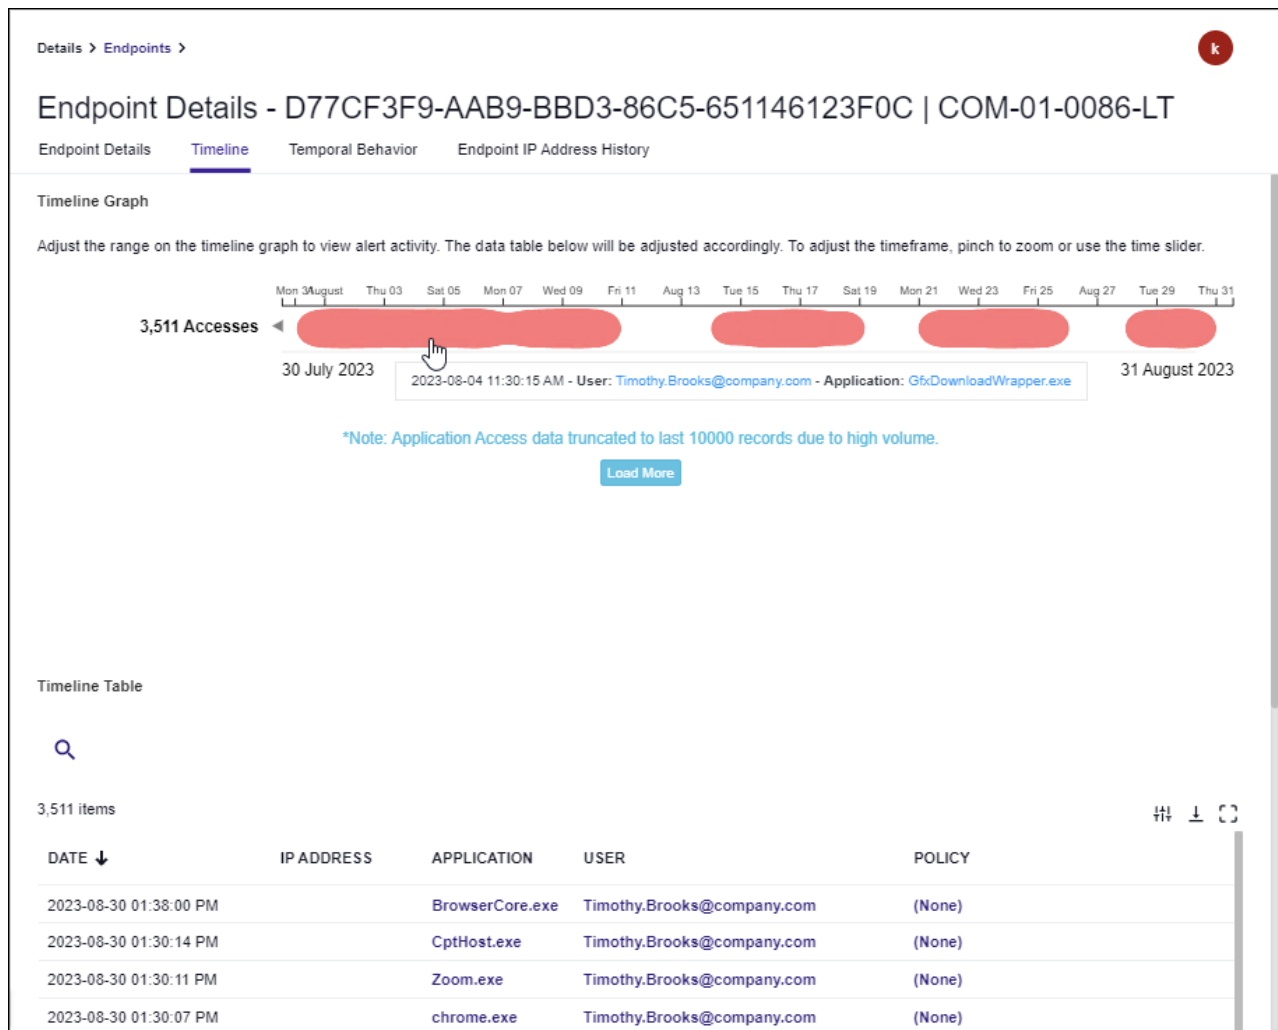 Details > Endpoints >
k
Endpoint Details - D77CF3F9-AAB9-BBD3-86C5-651146123F0C | COM-01-0086-LT
Endpoint Details Timeline Temporal Behavior Endpoint IP Address History
Timeline Graph
Adjust the range on the timeline graph to view alert activity. The data table below will be adjusted accordingly. To adjust the timeframe, pinch to zoom or use the time slider.
Mon 31 August Thu 03 Sat 05 Mon 07 Wed 09 Fri 11 Aug 13 Tue 15 Thu 17 Sat 19 Mon 21 Wed 23 Fri 25 Aug 27 Tue 29 Thu 31
3,511 Accesses
30 July 2023 31 August 2023
2023-08-04 11:30:15 AM - User: Timothy.Brooks@company.com - Application: GfxDownloadWrapper.exe
*Note: Application Access data truncated to last 10000 records due to high volume.
Load More
Timeline Table
3,511 items
DATE IP ADDRESS APPLICATION USER POLICY
2023-08-30 01:38:00 PM BrowserCore.exe Timothy.Brooks@company.com (None)
2023-08-30 01:30:14 PM CptHost.exe Timothy.Brooks@company.com (None)
2023-08-30 01:30:11 PM Zoom.exe Timothy.Brooks@company.com (None)
2023-08-30 01:30:07 PM chrome.exe Timothy.Brooks@company.com (None)